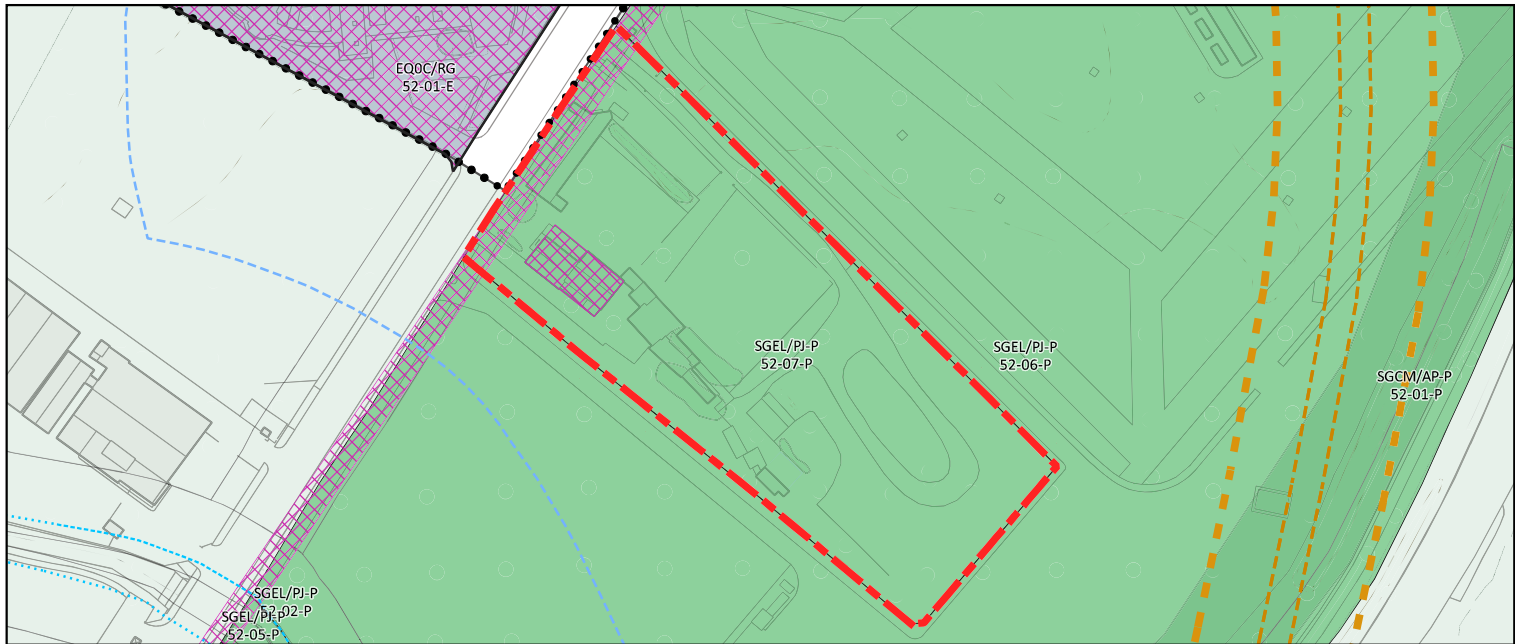 EQ0C/RG
52-01-E
SGEL/PJ-P
52-07-P
SGEL/PJ-P
52-06-P
SGCM/AP-P
52-01-P
SGEL/PJ-P
52-02-P
SGEL/PJ-P
52-05-P